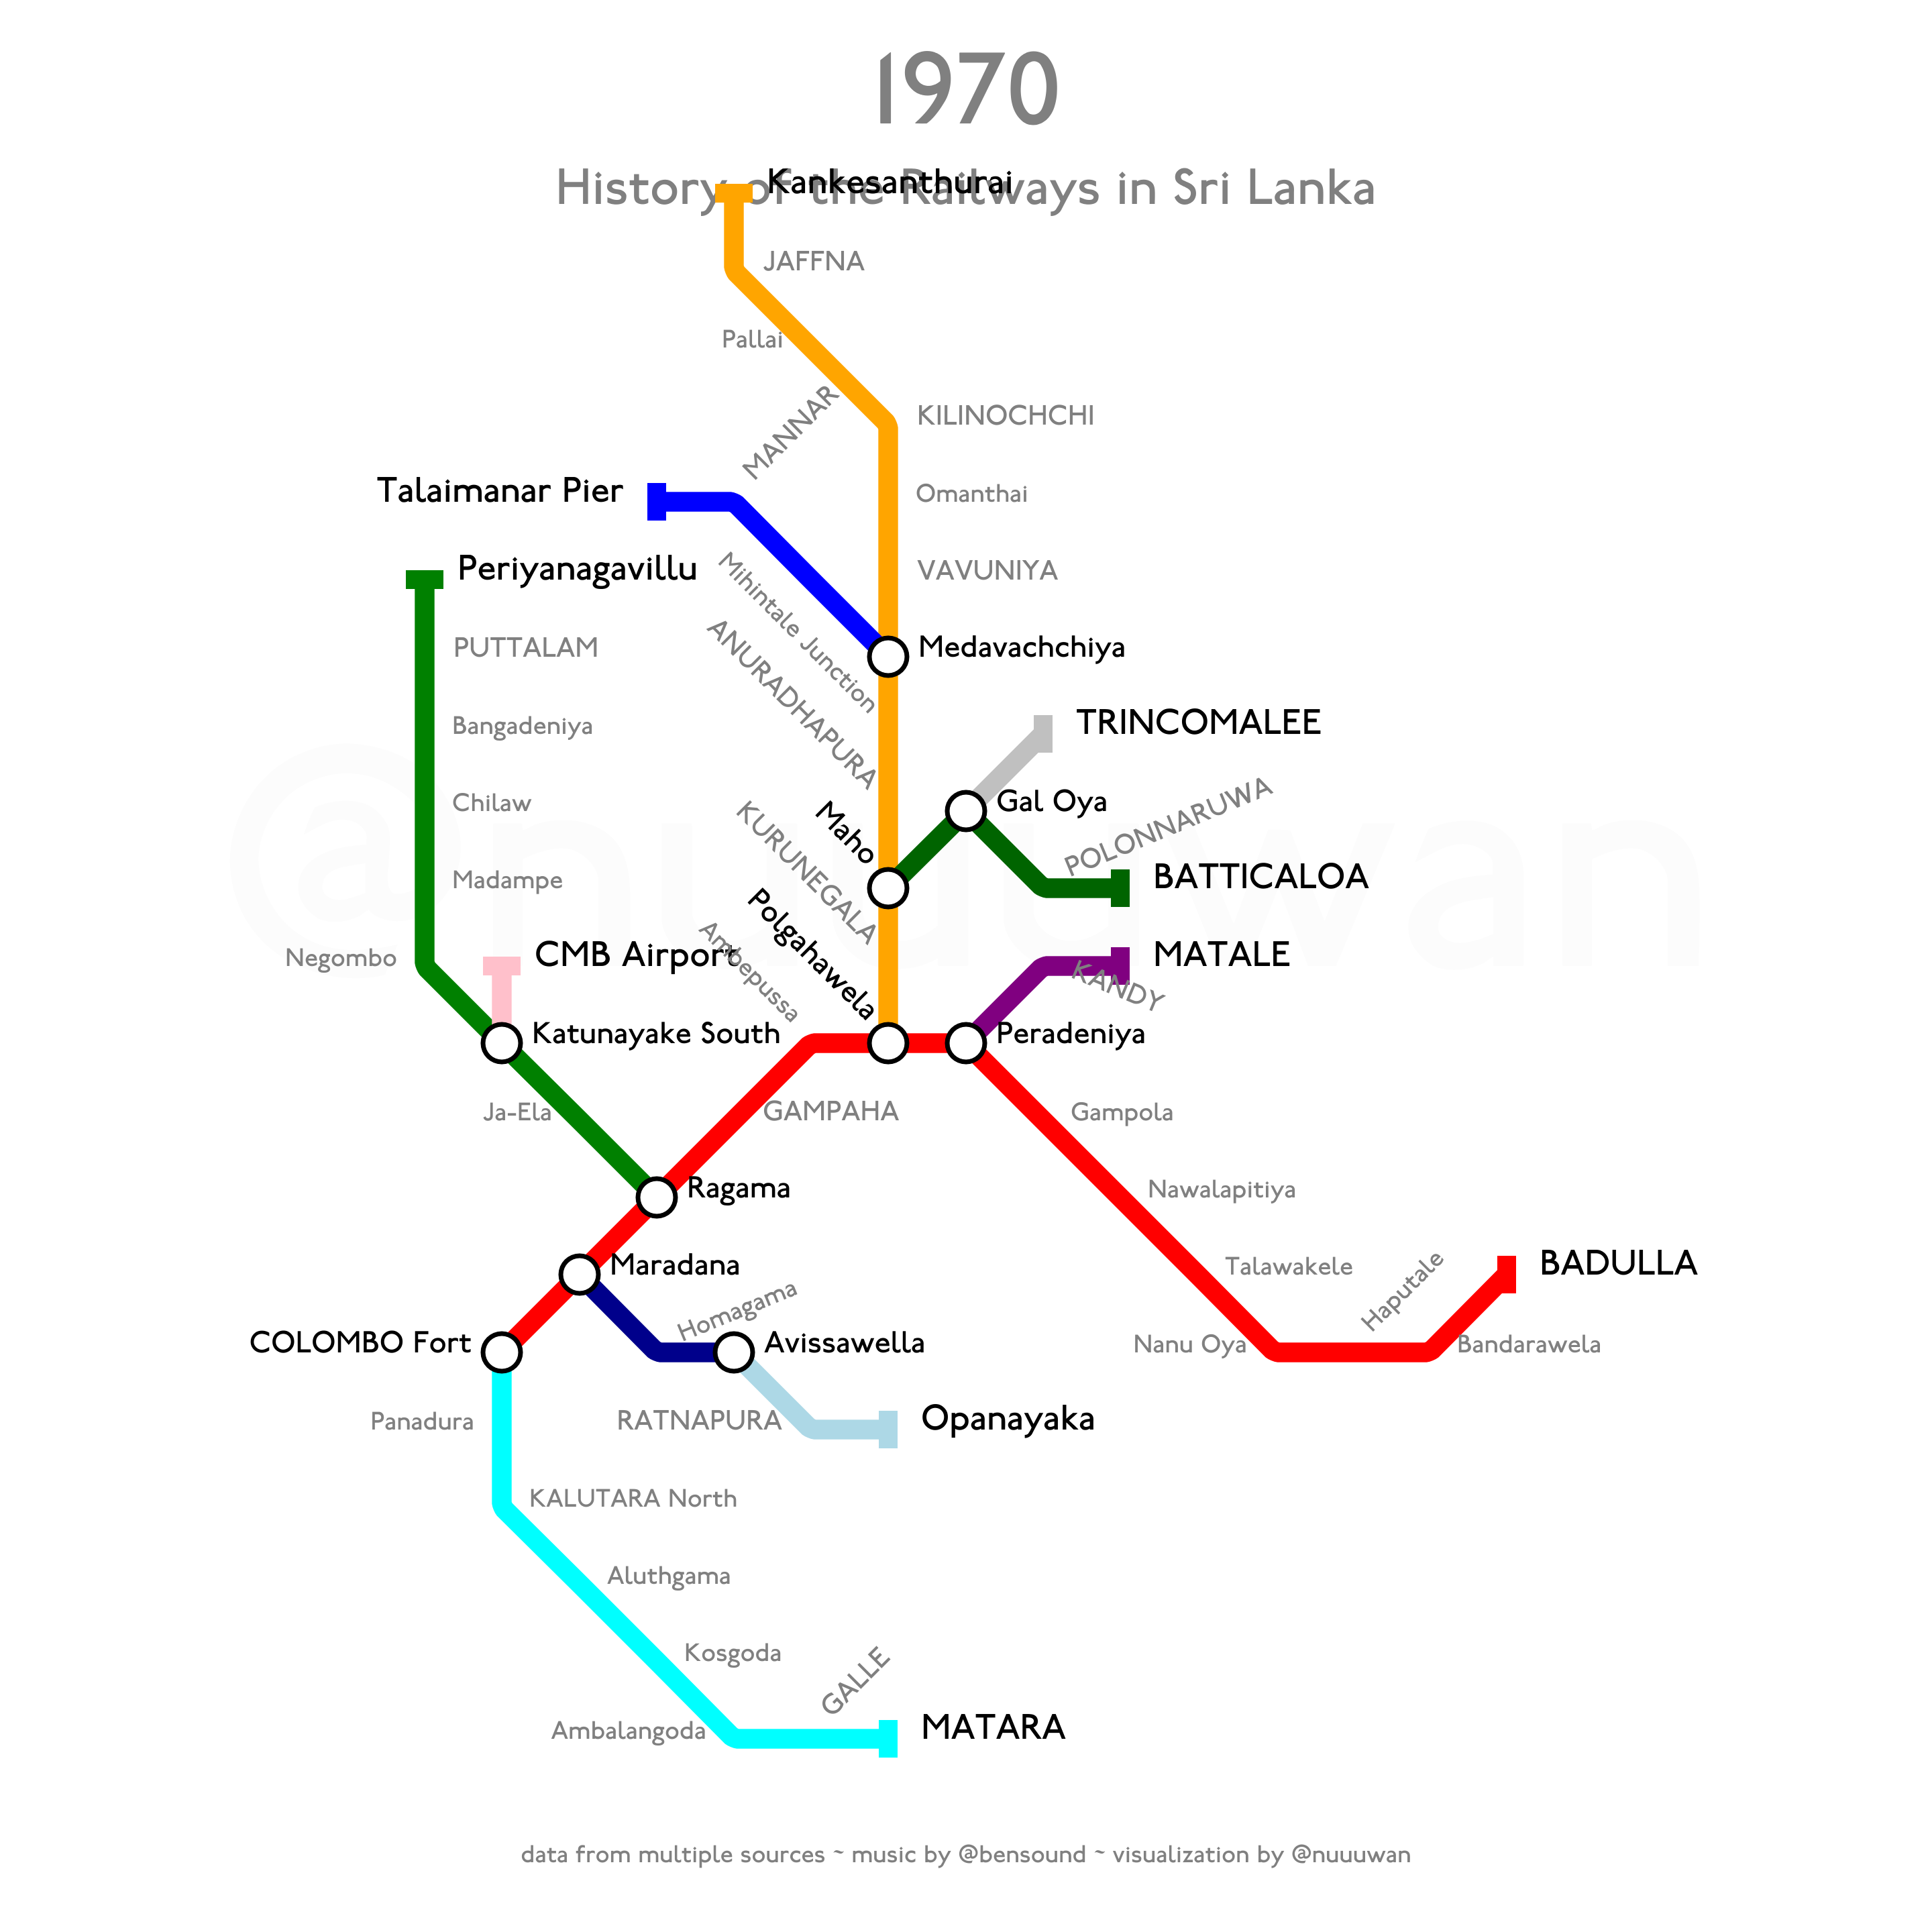 1970
History of the Railways in Sri Lanka
Kankesanthurai
JAFFNA
Pallai
MANNAR
KILINOCHCHI
Talaimanar Pier
Omanthai
Periyanagavillu
Mihintale Junction
VAVUNIYA
PUTTALAM
ANURADHAPURA
Medavachchiya
Bangadeniya
TRINCOMALEE
Chilaw
KURUNEGALA
Maho
Gal Oya
POLONNARUWA
Madampe
Polgahawela
BATTICALOA
@nuuuwan
Negombo
CMB Airport
Ambepussa
MATALE
KANDY
Katunayake South
Peradeniya
Ja-Ela
GAMPAHA
Gampola
Ragama
Nawalapitiya
Maradana
Homagama
Talawakele
Haputale
BADULLA
COLOMBO Fort
Avissawella
Nanu Oya
Bandarawela
Panadura
RATNAPURA
Opanayaka
KALUTARA North
Aluthgama
Kosgoda
GALLE
Ambalangoda
MATARA
data from multiple sources ~ music by @bensound ~ visualization by @nuuuwan